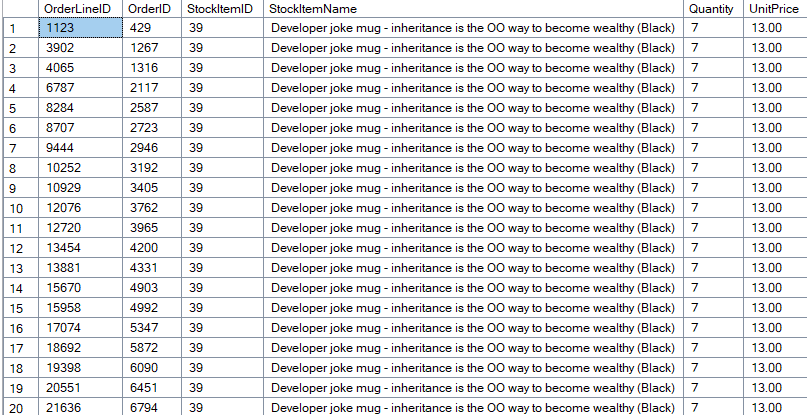 OrderLineID OrderID StockItemID StockItemName Quantity UnitPrice
1 1123 429 39 Developer joke mug - inheritance is the OO way to become wealthy (Black) 7 13.00
2 3902 1267 39 Developer joke mug - inheritance is the OO way to become wealthy (Black) 7 13.00
3 4065 1316 39 Developer joke mug - inheritance is the OO way to become wealthy (Black) 7 13.00
4 6787 2117 39 Developer joke mug - inheritance is the OO way to become wealthy (Black) 7 13.00
5 8284 2587 39 Developer joke mug - inheritance is the OO way to become wealthy (Black) 7 13.00
6 8707 2723 39 Developer joke mug - inheritance is the OO way to become wealthy (Black) 7 13.00
7 9444 2946 39 Developer joke mug - inheritance is the OO way to become wealthy (Black) 7 13.00
8 10252 3192 39 Developer joke mug - inheritance is the OO way to become wealthy (Black) 7 13.00
9 10929 3405 39 Developer joke mug - inheritance is the OO way to become wealthy (Black) 7 13.00
10 12076 3762 39 Developer joke mug - inheritance is the OO way to become wealthy (Black) 7 13.00
11 12720 3965 39 Developer joke mug - inheritance is the OO way to become wealthy (Black) 7 13.00
12 13454 4200 39 Developer joke mug - inheritance is the OO way to become wealthy (Black) 7 13.00
13 13881 4331 39 Developer joke mug - inheritance is the OO way to become wealthy (Black) 7 13.00
14 15670 4903 39 Developer joke mug - inheritance is the OO way to become wealthy (Black) 7 13.00
15 15958 4992 39 Developer joke mug - inheritance is the OO way to become wealthy (Black) 7 13.00
16 17074 5347 39 Developer joke mug - inheritance is the OO way to become wealthy (Black) 7 13.00
17 18692 5872 39 Developer joke mug - inheritance is the OO way to become wealthy (Black) 7 13.00
18 19398 6090 39 Developer joke mug - inheritance is the OO way to become wealthy (Black) 7 13.00
19 20551 6451 39 Developer joke mug - inheritance is the OO way to become wealthy (Black) 7 13.00
20 21636 6794 39 Developer joke mug - inheritance is the OO way to become wealthy (Black) 7 13.00